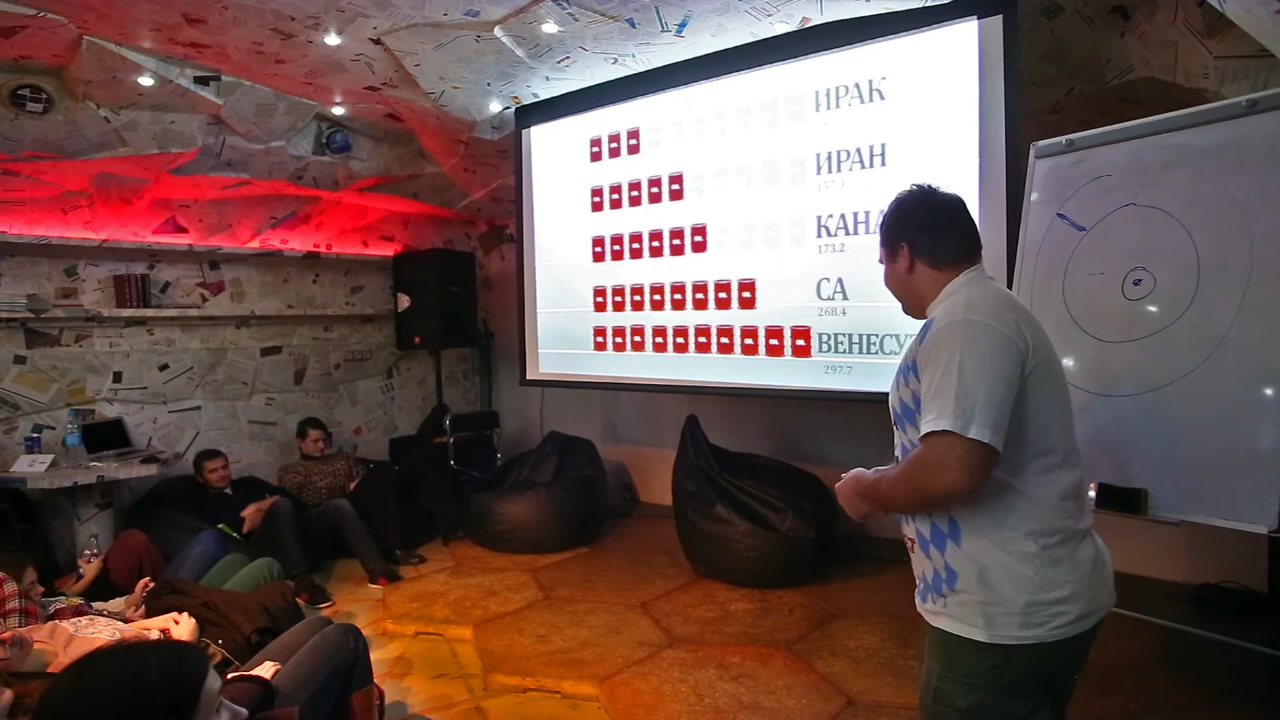 ИРАК
ИРАН
157.3
КАНА
173.2
СА
268.4
ВЕНЕСУ
297.7